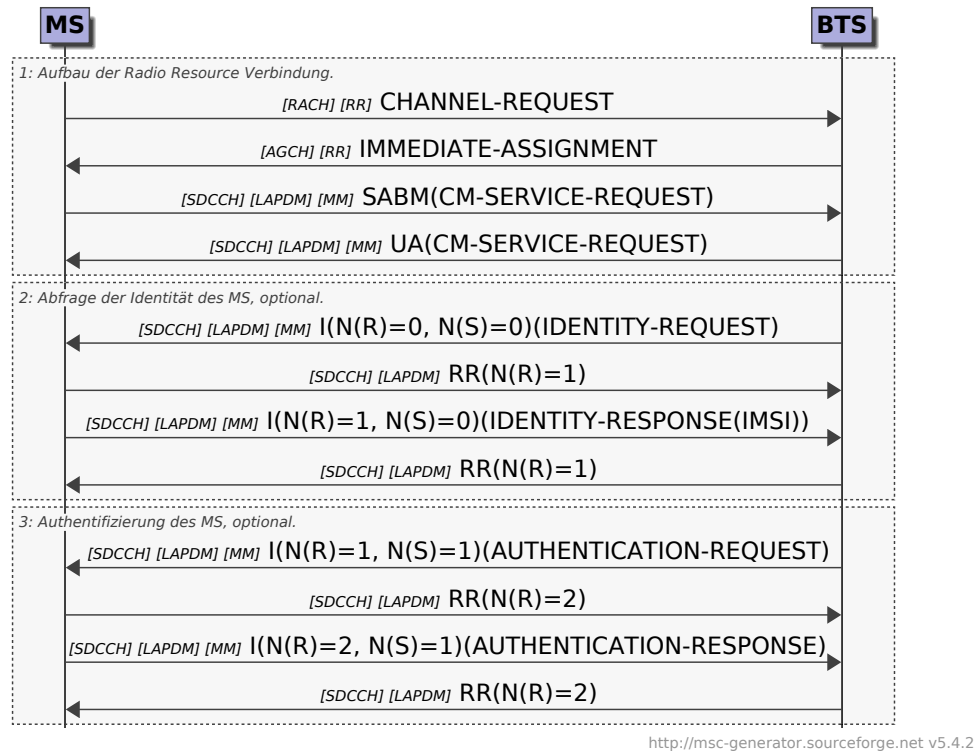 MS BTS
1: Aufbau der Radio Resource Verbindung.
[RACH] [RR] CHANNEL-REQUEST
[AGCH] [RR] IMMEDIATE-ASSIGNMENT
[SDCCH] [LAPDM] [MM] SABM(CM-SERVICE-REQUEST)
[SDCCH] [LAPDM] [MM] UA(CM-SERVICE-REQUEST)
2: Abfrage der Identität des MS, optional.
[SDCCH] [LAPDM] [MM] I(N(R)=0, N(S)=0)(IDENTITY-REQUEST)
[SDCCH] [LAPDM] RR(N(R)=1)
[SDCCH] [LAPDM] [MM] I(N(R)=1, N(S)=0)(IDENTITY-RESPONSE(IMSI))
[SDCCH] [LAPDM] RR(N(R)=1)
3: Authentifizierung des MS, optional.
[SDCCH] [LAPDM] [MM] I(N(R)=1, N(S)=1)(AUTHENTICATION-REQUEST)
[SDCCH] [LAPDM] RR(N(R)=2)
[SDCCH] [LAPDM] [MM] I(N(R)=2, N(S)=1)(AUTHENTICATION-RESPONSE)
[SDCCH] [LAPDM] RR(N(R)=2)
http://msc-generator.sourceforge.net v5.4.2